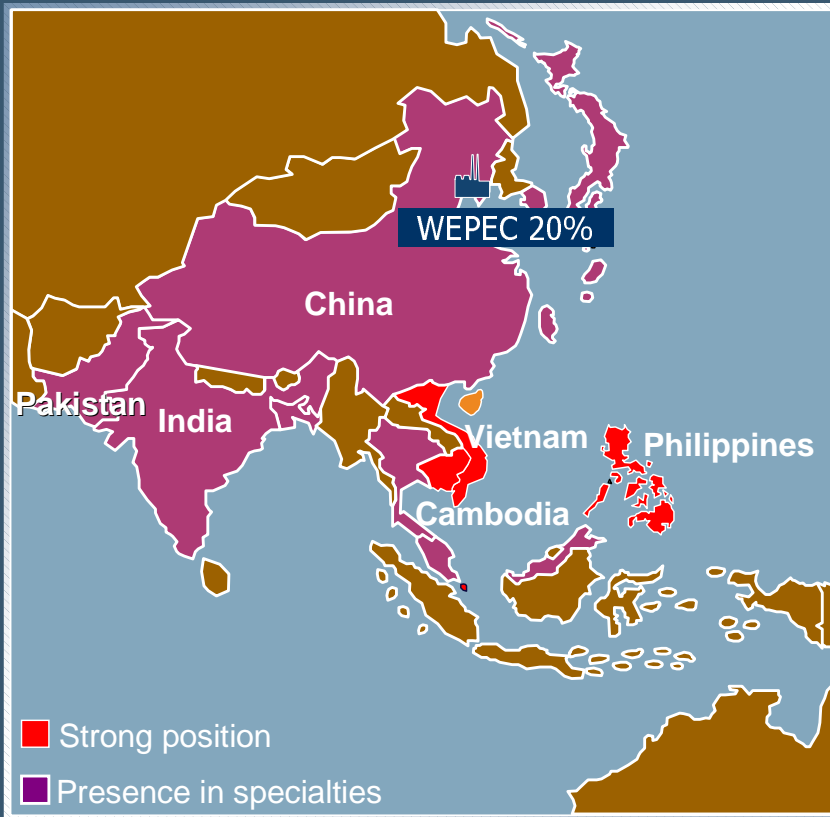 WEPEC 20%
China
Pakistan
India
Vietnam
Philippines
Cambodia
Strong position
Presence in specialties